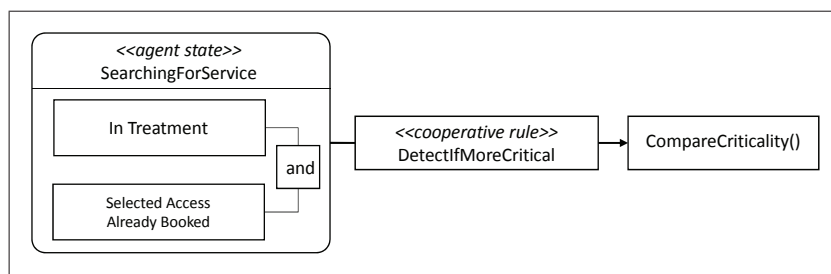 <<agent state>>
SearchingForService
In Treatment
and
Selected Access
Already Booked
<<cooperative rule>>
DetectIfMoreCritical
CompareCriticality()